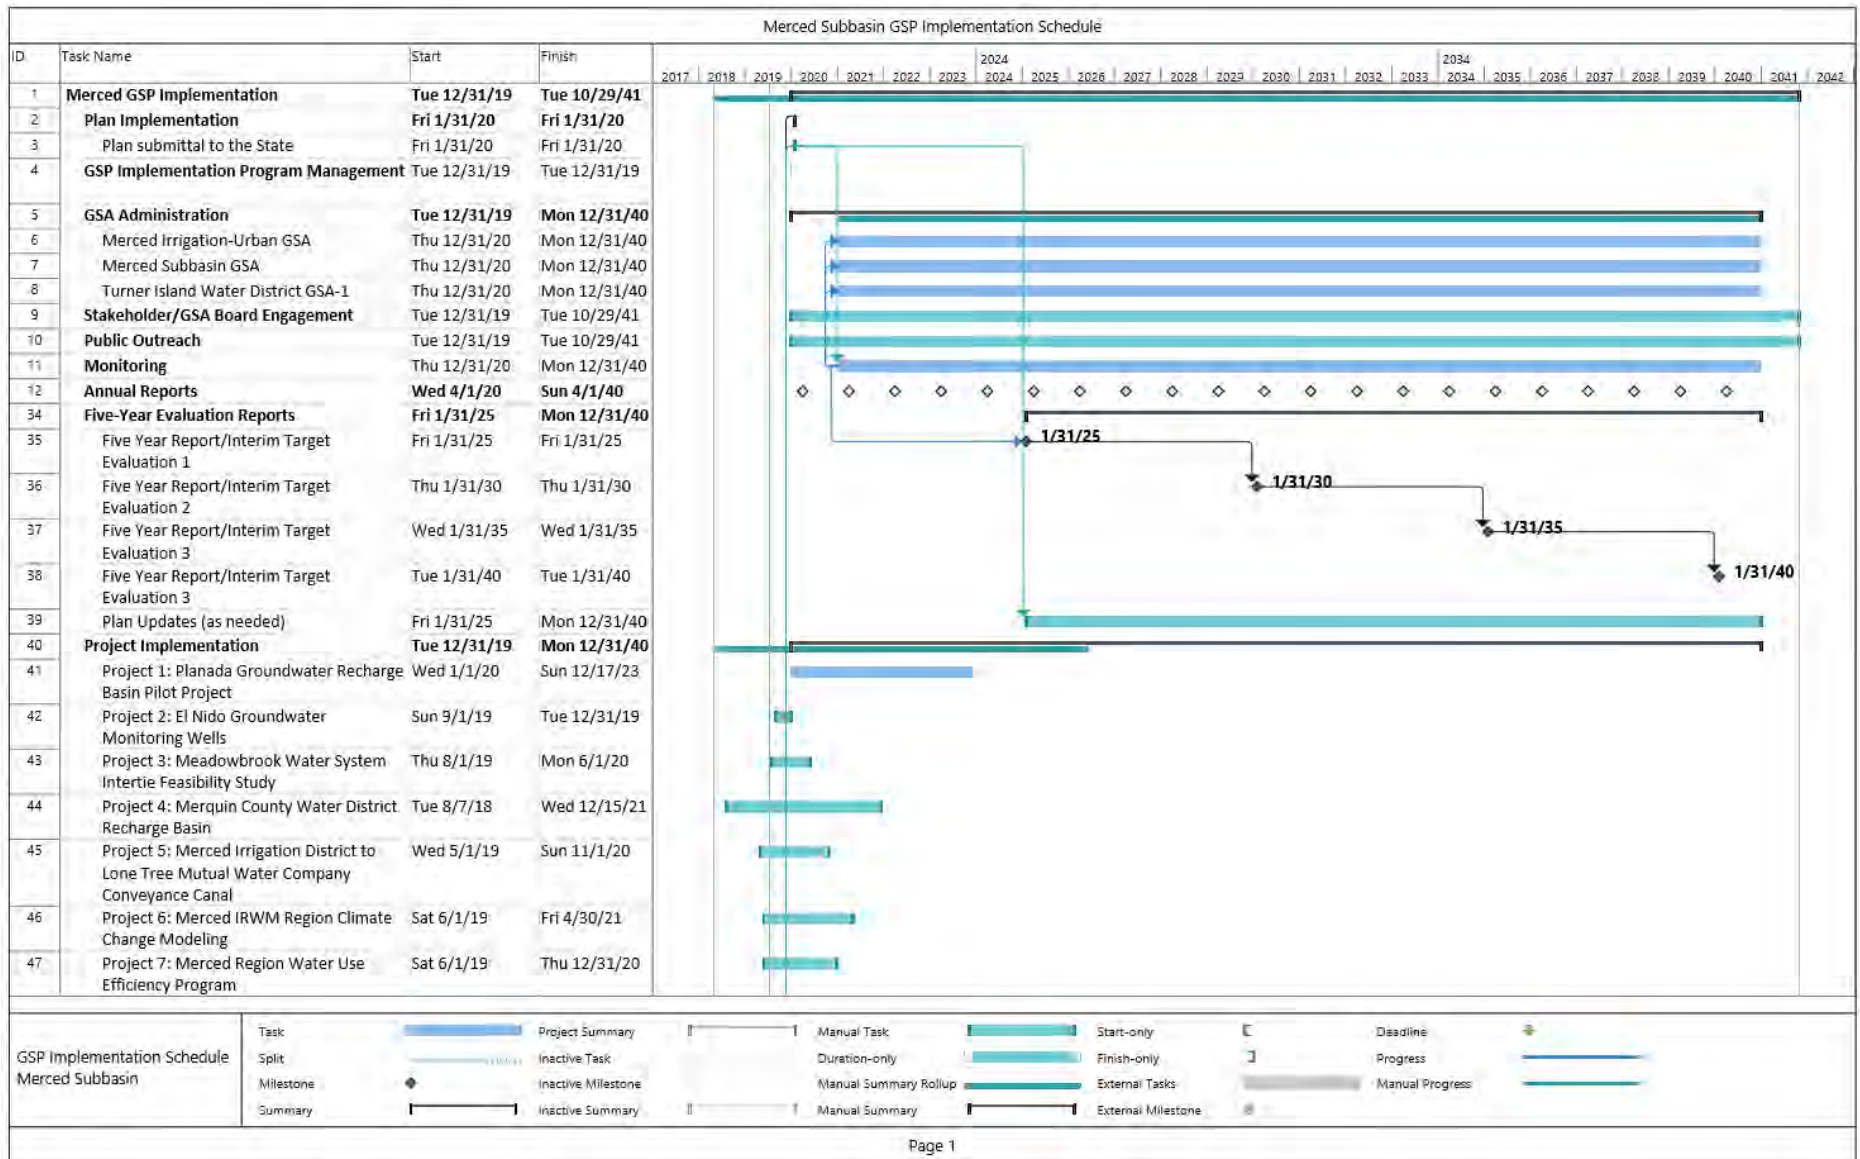 Merced Subbasin GSP Implementation Schedule
ID Task Name Start Finish 2024 2034
2017 2018 2019 2020 2021 2022 2023 2024 2025 2026 2027 2028 2029 2030 2031 2032 2033 2034 2035 2036 2037 2038 2039 2040 2041 2042
1 Merced GSP Implementation Tue 12/31/19 Tue 10/29/41
2 Plan Implementation Fri 1/31/20 Fri 1/31/20
3 Plan submittal to the State Fri 1/31/20 Fri 1/31/20
4 GSP Implementation Program Management Tue 12/31/19 Tue 12/31/19
5 GSA Administration Tue 12/31/19 Mon 12/31/40
6 Merced Irrigation-Urban GSA Thu 12/31/20 Mon 12/31/40
7 Merced Subbasin GSA Thu 12/31/20 Mon 12/31/40
8 Turner Island Water District GSA-1 Thu 12/31/20 Mon 12/31/40
9 Stakeholder/GSA Board Engagement Tue 12/31/19 Tue 10/29/41
10 Public Outreach Tue 12/31/19 Tue 10/29/41
11 Monitoring Thu 12/31/20 Mon 12/31/40
12 Annual Reports Wed 4/1/20 Sun 4/1/40
34 Five-Year Evaluation Reports Fri 1/31/25 Mon 12/31/40
35 Five Year Report/Interim Target Fri 1/31/25 Fri 1/31/25 1/31/25
Evaluation 1
36 Five Year Report/Interim Target Thu 1/31/30 Thu 1/31/30 1/31/30
Evaluation 2
37 Five Year Report/Interim Target Wed 1/31/35 Wed 1/31/35 1/31/35
Evaluation 3
38 Five Year Report/Interim Target Tue 1/31/40 Tue 1/31/40 1/31/40
Evaluation 3
39 Plan Updates (as needed) Fri 1/31/25 Mon 12/31/40
40 Project Implementation Tue 12/31/19 Mon 12/31/40
41 Project 1: Planada Groundwater Recharge Wed 1/1/20 Sun 12/17/23
Basin Pilot Project
42 Project 2: El Nido Groundwater Sun 9/1/19 Tue 12/31/19
Monitoring Wells
43 Project 3: Meadowbrook Water System Thu 8/1/19 Mon 6/1/20
Intertie Feasibility Study
44 Project 4: Merquin County Water District Tue 8/7/18 Wed 12/15/21
Recharge Basin
45 Project 5: Merced Irrigation District to Wed 5/1/19 Sun 11/1/20
Lone Tree Mutual Water Company
Conveyance Canal
46 Project 6: Merced IRWM Region Climate Sat 6/1/19 Fri 4/30/21
Change Modeling
47 Project 7: Merced Region Water Use Sat 6/1/19 Thu 12/31/20
Efficiency Program
GSP Implementation Schedule
Merced Subbasin
Task Project Summary Manual Task Start-only Deadline
Split Inactive Task Duration-only Finish-only Progress
Milestone Inactive Milestone Manual Summary Rollup External Tasks Manual Progress
Summary Inactive Summary Manual Summary External Milestone
Page 1